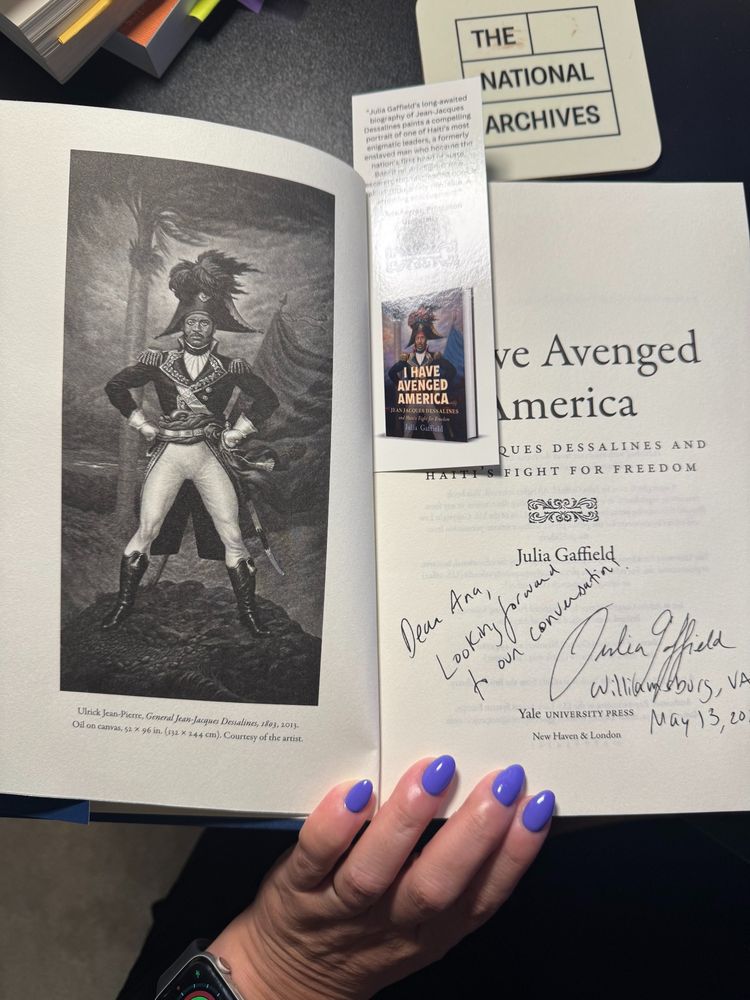 THE
NATIONAL
ARCHIVES
"Julia Gaffield's long-awaited
biography of Jean-Jacques
Dessalines paints a compelling
portrait of one of Haiti's most
enigmatic leaders, a formerly
enslaved man who became the
nation's first head of state.
I HAVE
AVENGED
AMERICA
JEAN-JACQUES DESSALINES
and Haiti's Fight for Freedom
Julia Gaffield
ve Avenged
America
QUES DESSALINES AND
HAITI'S FIGHT FOR FREEDOM
Julia Gaffield
Dear Ana,
Looking forward
to our conversation!
Julia Gaffield
Williamsburg, VA
May 13, 20
Yale UNIVERSITY PRESS
New Haven & London
Ulrick Jean-Pierre, General Jean-Jacques Dessalines, 1803, 2013.
Oil on canvas, 52 × 96 in. (132 × 244 cm). Courtesy of the artist.